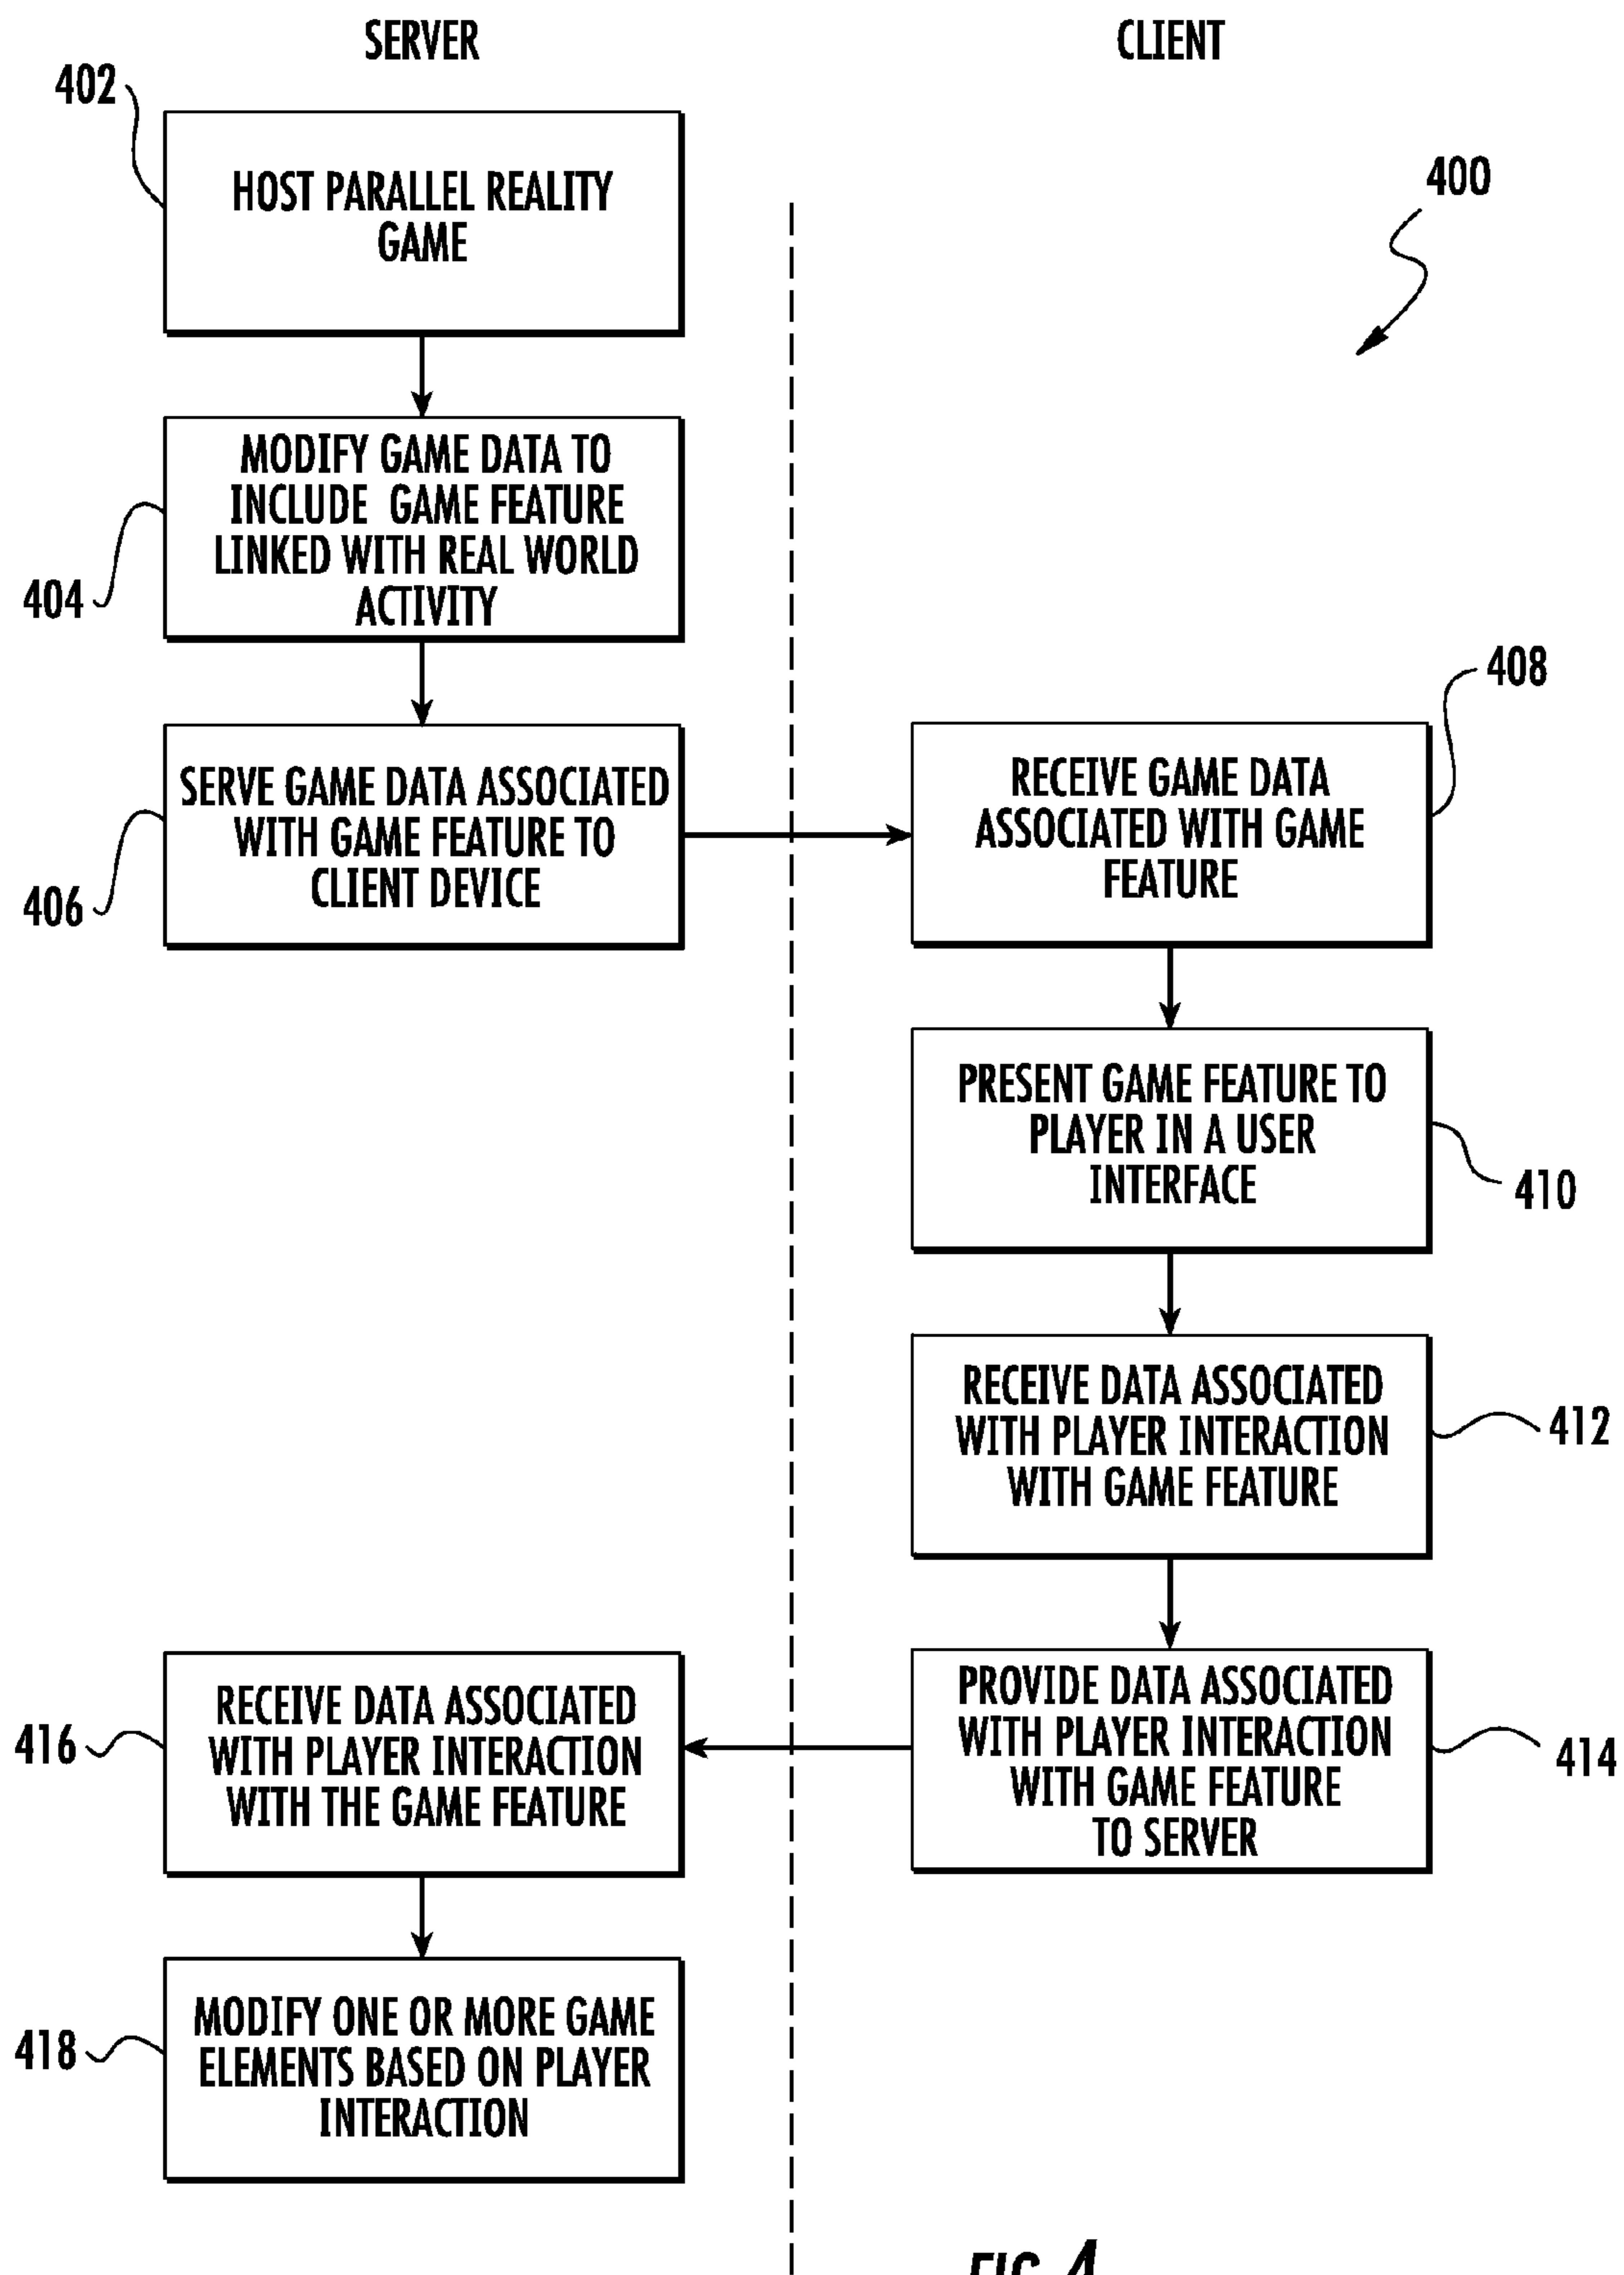 SERVER
CLIENT
402
HOST PARALLEL REALITY
GAME
400
MODIFY GAME DATA TO
INCLUDE GAME FEATURE
LINKED WITH REAL WORLD
ACTIVITY
404
SERVE GAME DATA ASSOCIATED
WITH GAME FEATURE TO
CLIENT DEVICE
406
408
RECEIVE GAME DATA
ASSOCIATED WITH GAME
FEATURE
PRESENT GAME FEATURE TO
PLAYER IN A USER
INTERFACE
410
RECEIVE DATA ASSOCIATED
WITH PLAYER INTERACTION
WITH GAME FEATURE
412
PROVIDE DATA ASSOCIATED
WITH PLAYER INTERACTION
WITH GAME FEATURE
TO SERVER
414
416
RECEIVE DATA ASSOCIATED
WITH PLAYER INTERACTION
WITH THE GAME FEATURE
418
MODIFY ONE OR MORE GAME
ELEMENTS BASED ON PLAYER
INTERACTION
FIG. 4